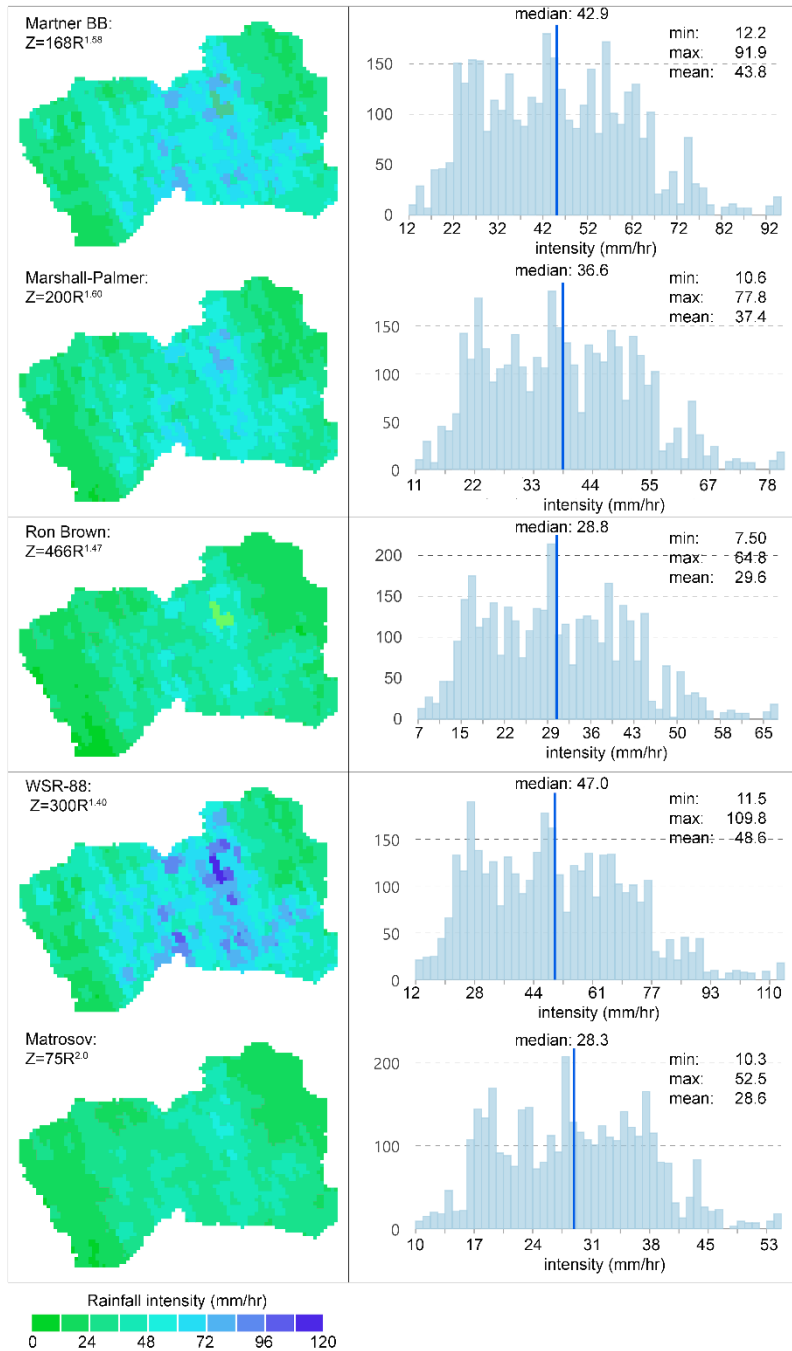 Martner BB:
Z=168R1.58
median: 42.9
min: 12.2
max: 91.9
mean: 43.8
150
100
50
0
12 22 32 42 52 62 72 82 92
intensity (mm/hr)
Marshall-Palmer:
Z=200R1.60
median: 36.6
min: 10.6
max: 77.8
mean: 37.4
150
100
50
0
11 22 33 44 55 67 78
intensity (mm/hr)
Ron Brown:
Z=466R1.47
median: 28.8
min: 7.50
max: 64.8
mean: 29.6
200
150
100
50
0
7 15 22 29 36 43 50 58 65
intensity (mm/hr)
WSR-88:
Z=300R1.40
median: 47.0
min: 11.5
max: 109.8
mean: 48.6
150
100
50
0
12 28 44 61 77 93 110
intensity (mm/hr)
Matrosov:
Z=75R2.0
median: 28.3
min: 10.3
max: 52.5
mean: 28.6
200
100
0
10 17 24 31 38 45 53
intensity (mm/hr)
Rainfall intensity (mm/hr)
0 24 48 72 96 120